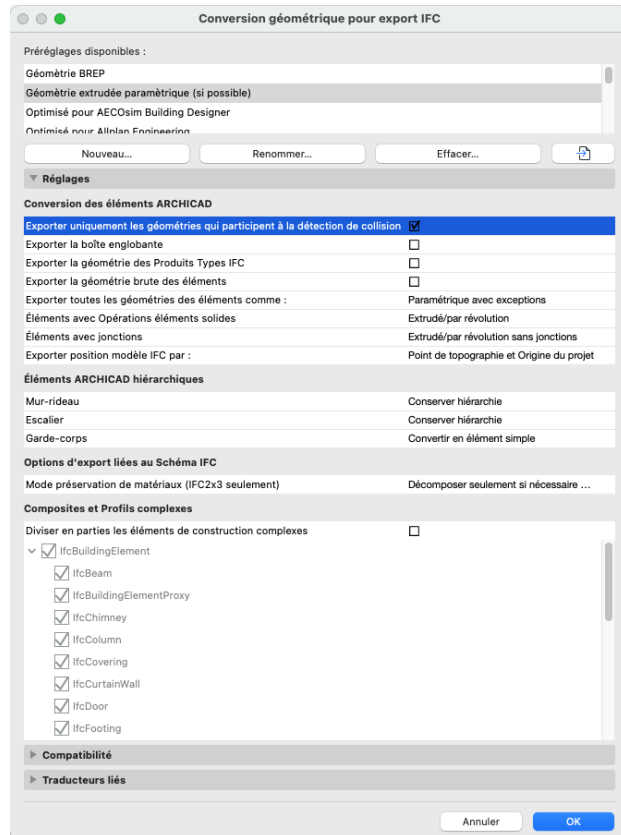 Conversion géométrique pour export IFC
Préréglages disponibles :
Géomètrie BREP
Géomètrie extrudée paramètrique (si possible)
Optimisé pour AECOsim Building Designer
Optimisé pour Allplan Engineering
Nouveau... Renommer... Effacer...
Réglages
Conversion des éléments ARCHICAD
Exporter uniquement les géométries qui participent à la détection de collision
Exporter la boîte englobante
Exporter la géométrie des Produits Types IFC
Exporter la géométrie brute des éléments
Exporter toutes les géométries des éléments comme : Paramétrique avec exceptions
Éléments avec Opérations éléments solides Extrudé/par révolution
Éléments avec jonctions Extrudé/par révolution sans jonctions
Exporter position modèle IFC par : Point de topographie et Origine du projet
Éléments ARCHICAD hiérarchiques
Mur-rideau Conserver hiérarchie
Escalier Conserver hiérarchie
Garde-corps Convertir en élément simple
Options d'export liées au Schéma IFC
Mode préservation de matériaux (IFC2x3 seulement) Décomposer seulement si nécessaire ...
Composites et Profils complexes
Diviser en parties les éléments de construction complexes
IfcBuildingElement
IfcBeam
IfcBuildingElementProxy
IfcChimney
IfcColumn
IfcCovering
IfcCurtainWall
IfcDoor
IfcFooting
Compatibilité
Traducteurs liés
Annuler OK